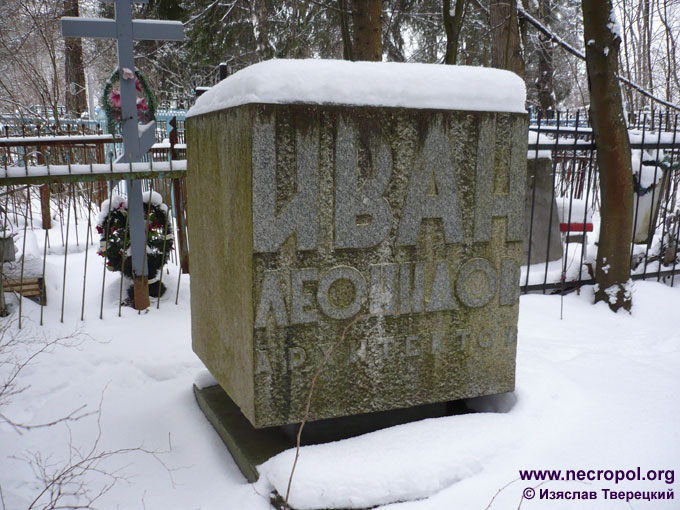 ИВАН
ЛЕОНИДОВ
АРХИТЕКТОР
www.necropol.org
© Изяслав Тверецкий